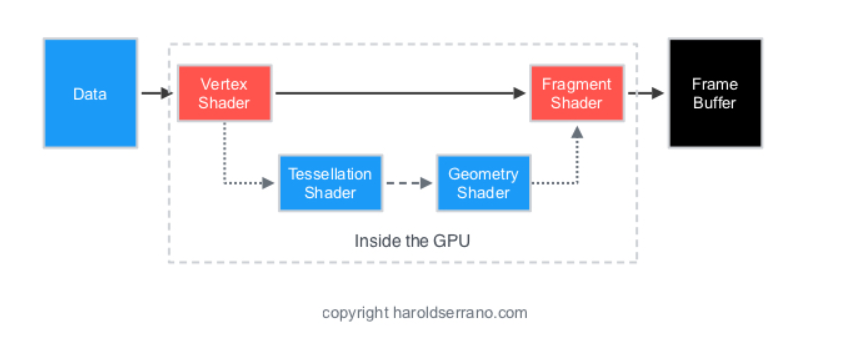 Data
Vertex
Shader
Fragment
Shader
Frame
Buffer
Tessellation
Shader
Geometry
Shader
Inside the GPU
copyright haroldserrano.com